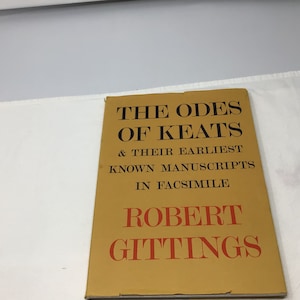 THE ODES
OF KEATS
& THEIR EARLIEST
KNOWN MANUSCRIPTS
IN FACSIMILE
ROBERT
GITTINGS